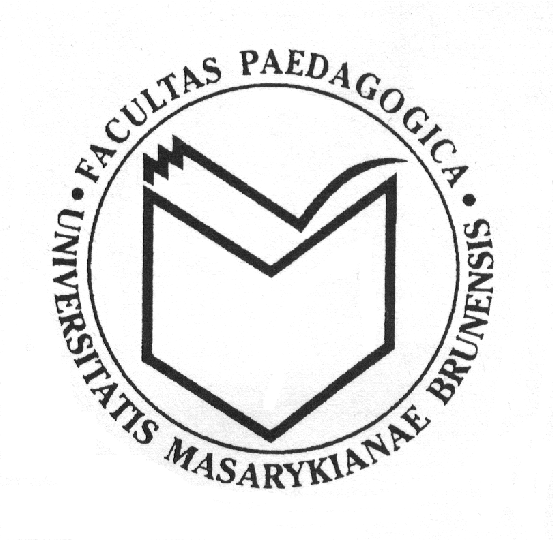 FACULTAS PAEDAGOGICA
• UNIVERSITATIS MASARYKIANAE BRUNENSIS •